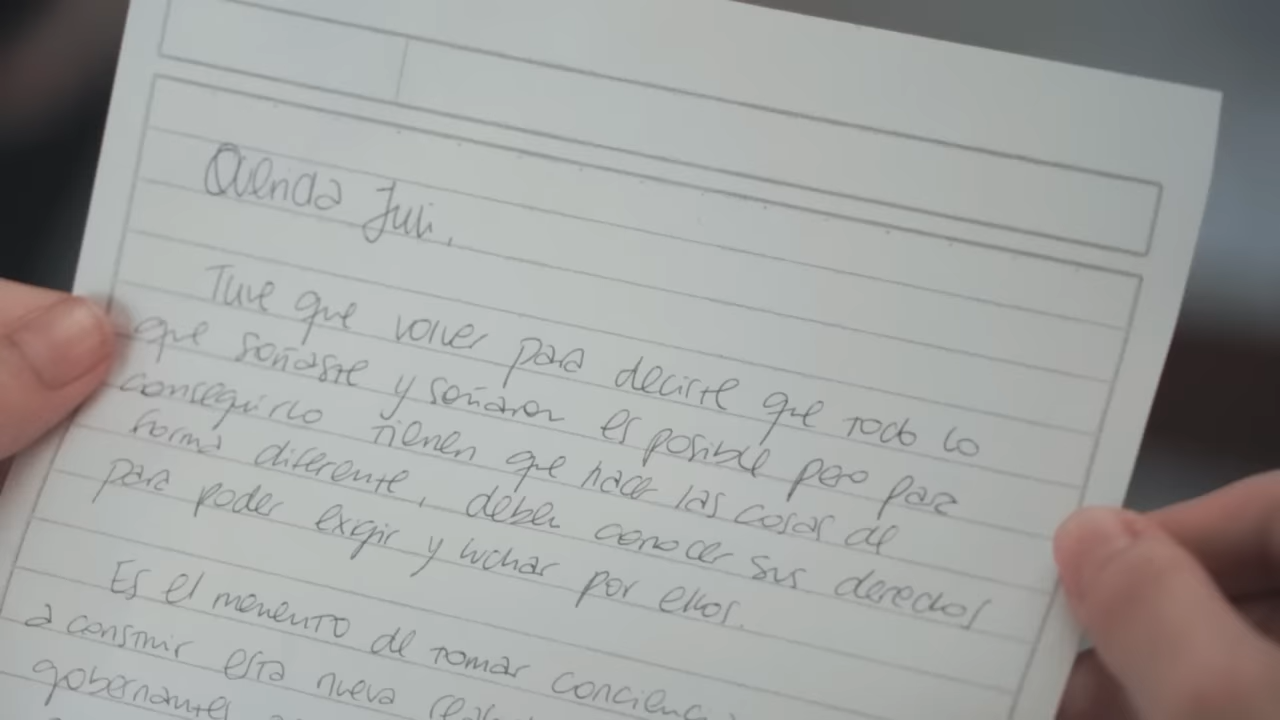 Querida Juli,
Tuve que volver para decirte que todo lo
que soñaste y soñaron es posible pero para
conseguirlo tienen que hacer las cosas de
forma diferente, deben conocer sus derechos
para poder exigir y luchar por ellos.
Es el momento de tomar
a construir esta nueva
gobernantes